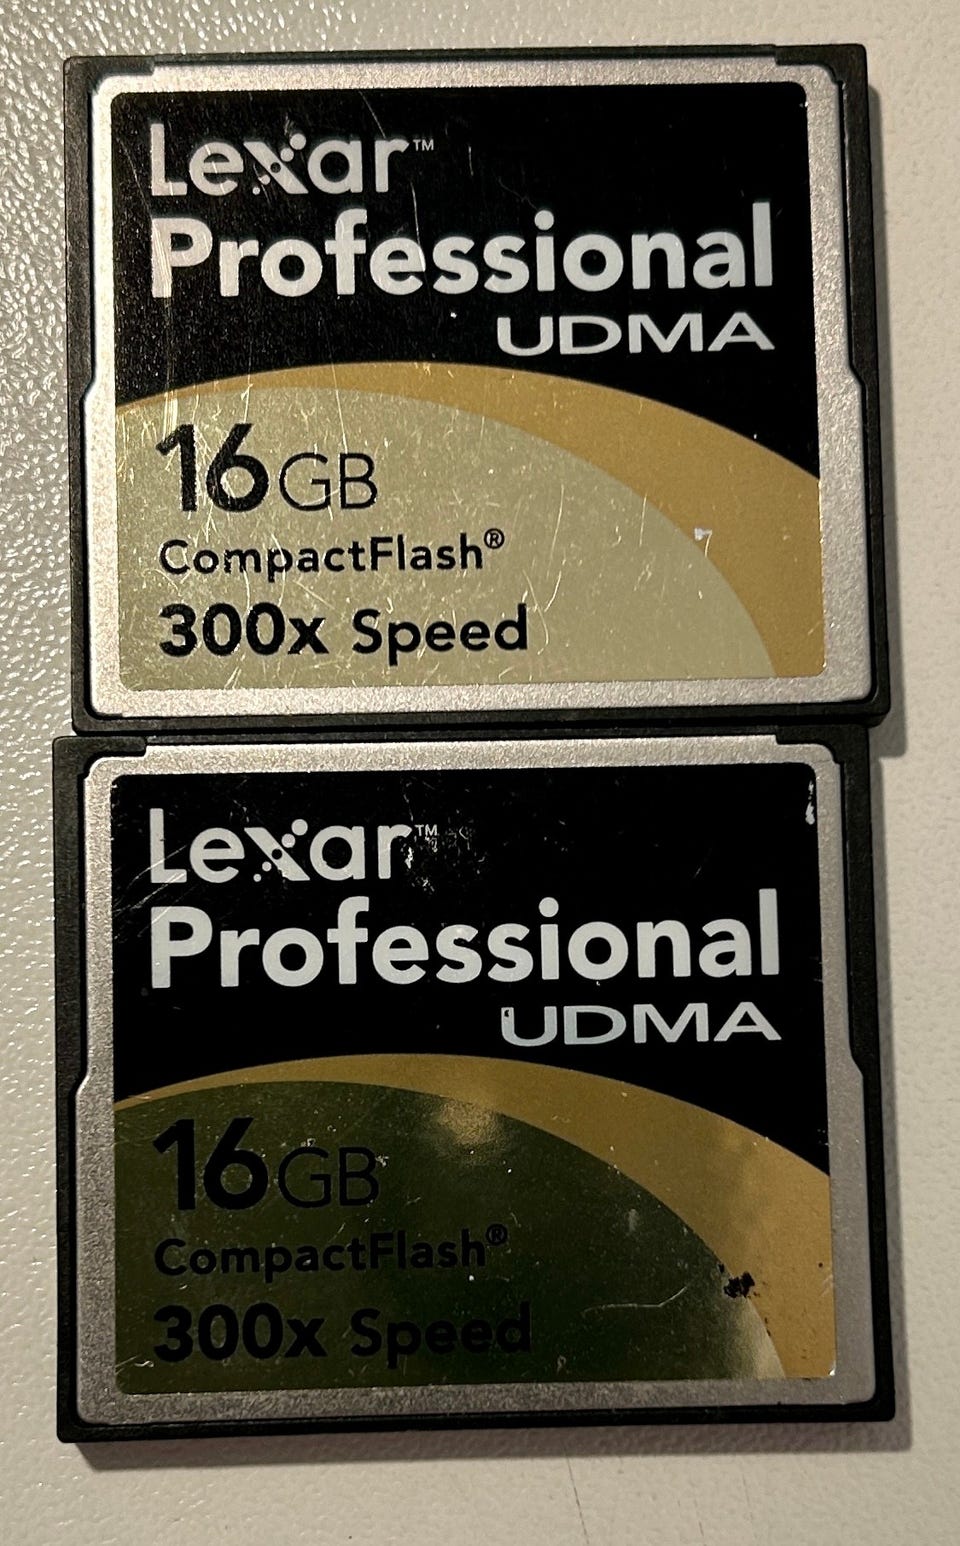 Lexar™
Professional
UDMA
16GB
CompactFlash®
300x Speed
Lexar™
Professional
UDMA
16GB
CompactFlash®
300x Speed